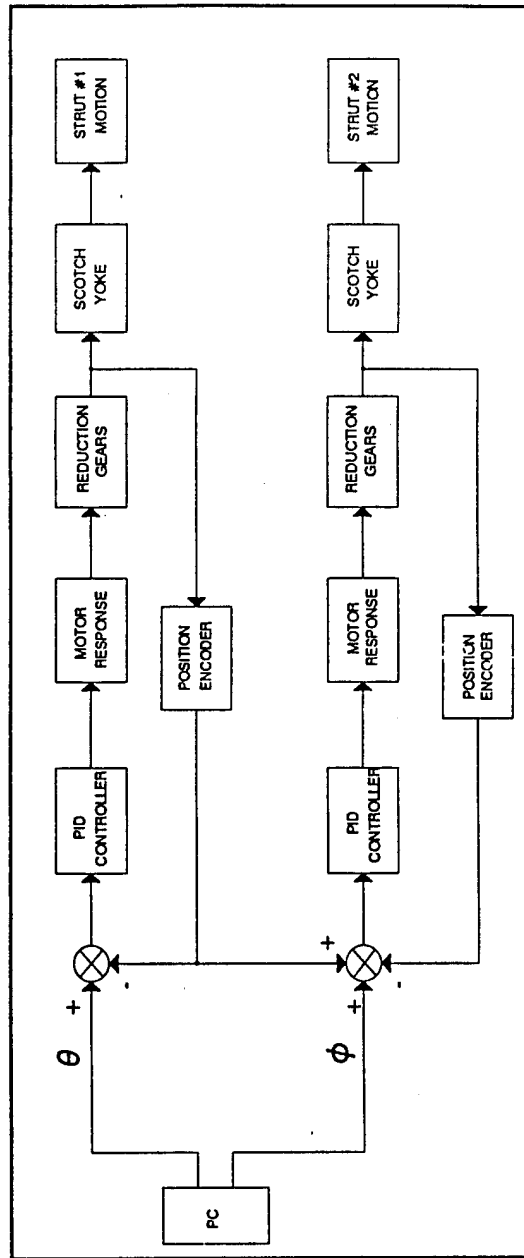 PC
θ
+
-
PID
CONTROLLER
MOTOR
RESPONSE
REDUCTION
GEARS
SCOTCH
YOKE
STRUT #1
MOTION
POSITION
ENCODER
ϕ
+
+
-
PID
CONTROLLER
MOTOR
RESPONSE
REDUCTION
GEARS
SCOTCH
YOKE
STRUT #2
MOTION
POSITION
ENCODER